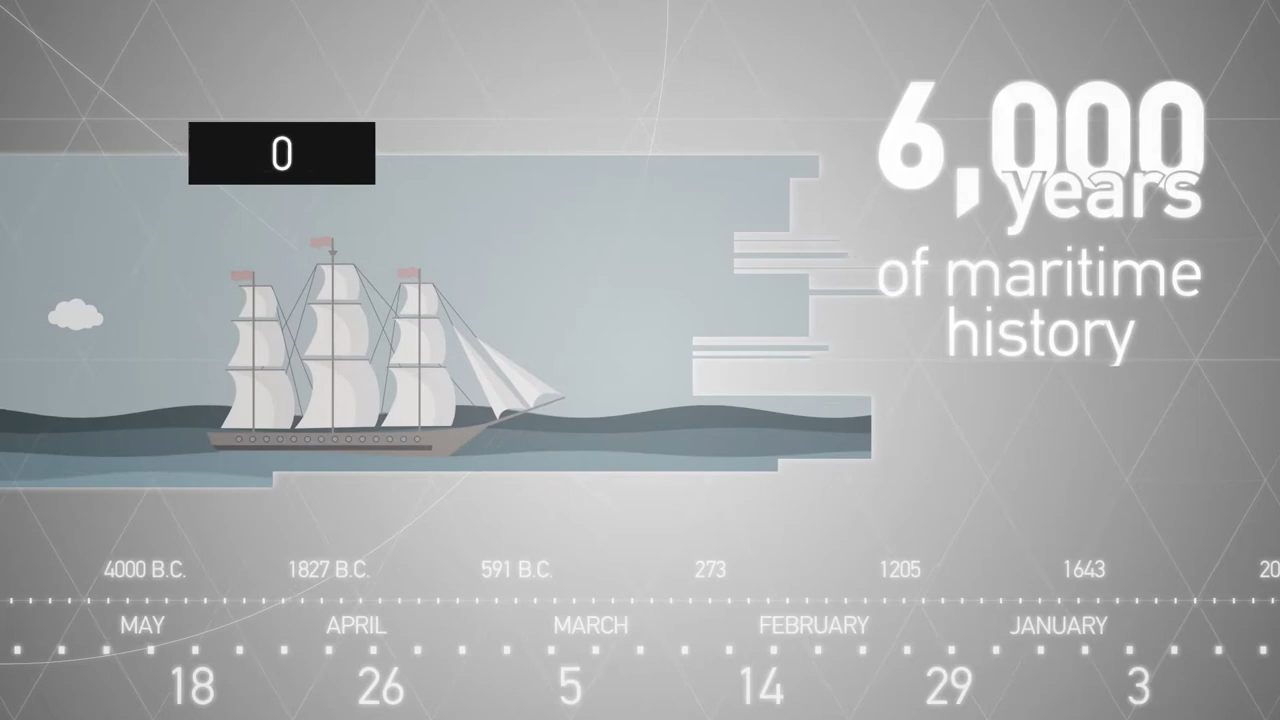 0
6,000
years
of maritime
history
4000 B.C. 1827 B.C. 591 B.C. 273 1205 1643 20
MAY APRIL MARCH FEBRUARY JANUARY
18 26 5 14 29 3